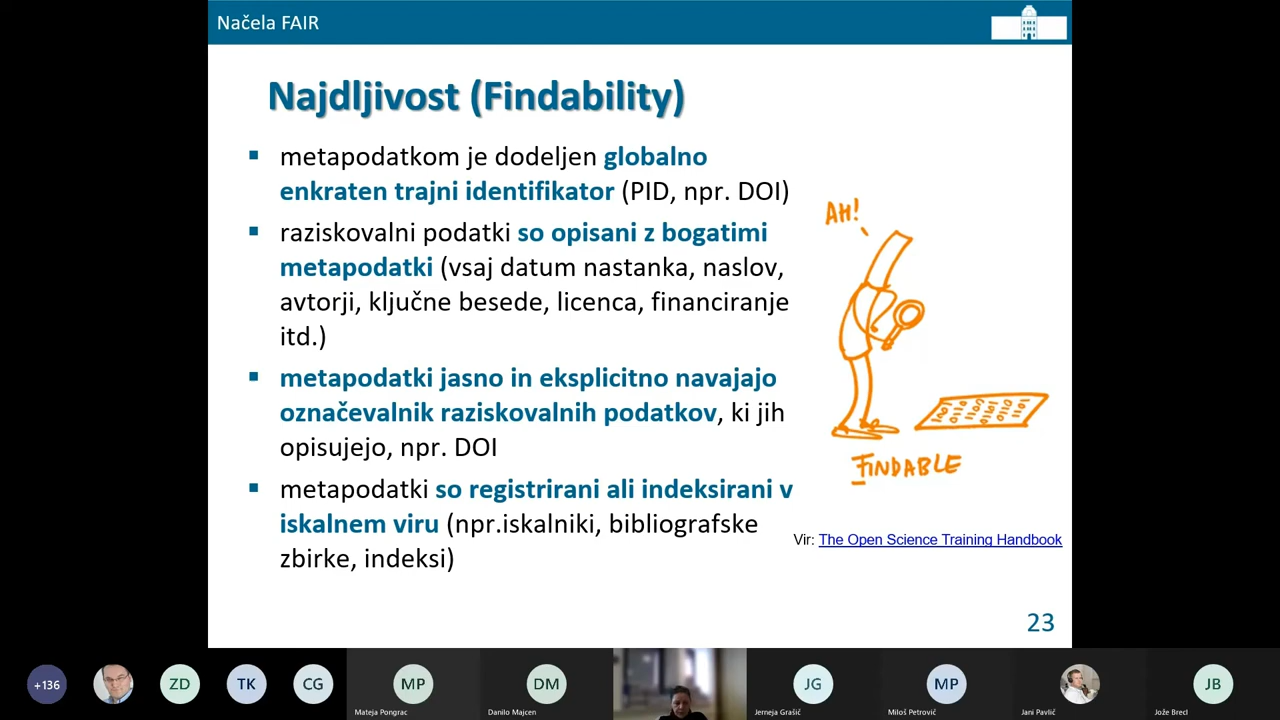 Načela FAIR
Najdljivost (Findability)
metapodatkom je dodeljen globalno
enkraten trajni identifikator (PID, npr. DOI)
raziskovalni podatki so opisani z bogatimi
metapodatki (vsaj datum nastanka, naslov,
avtorji, ključne besede, licenca, financiranje
itd.)
metapodatki jasno in eksplicitno navajajo
označevalnik raziskovalnih podatkov, ki jih
opisujejo, npr. DOI
metapodatki so registrirani ali indeksirani v
iskalnem viru (npr.iskalniki, bibliografske
zbirke, indeksi)
AH!
FINDABLE
Vir: The Open Science Training Handbook
23
+136
ZD
TK
CG
MP
DM
JG
MP
JB
Mateja Pongrac
Danilo Majcen
Jerneja Grašič
Miloš Petrović
Jani Pavlič
Jože Brecl